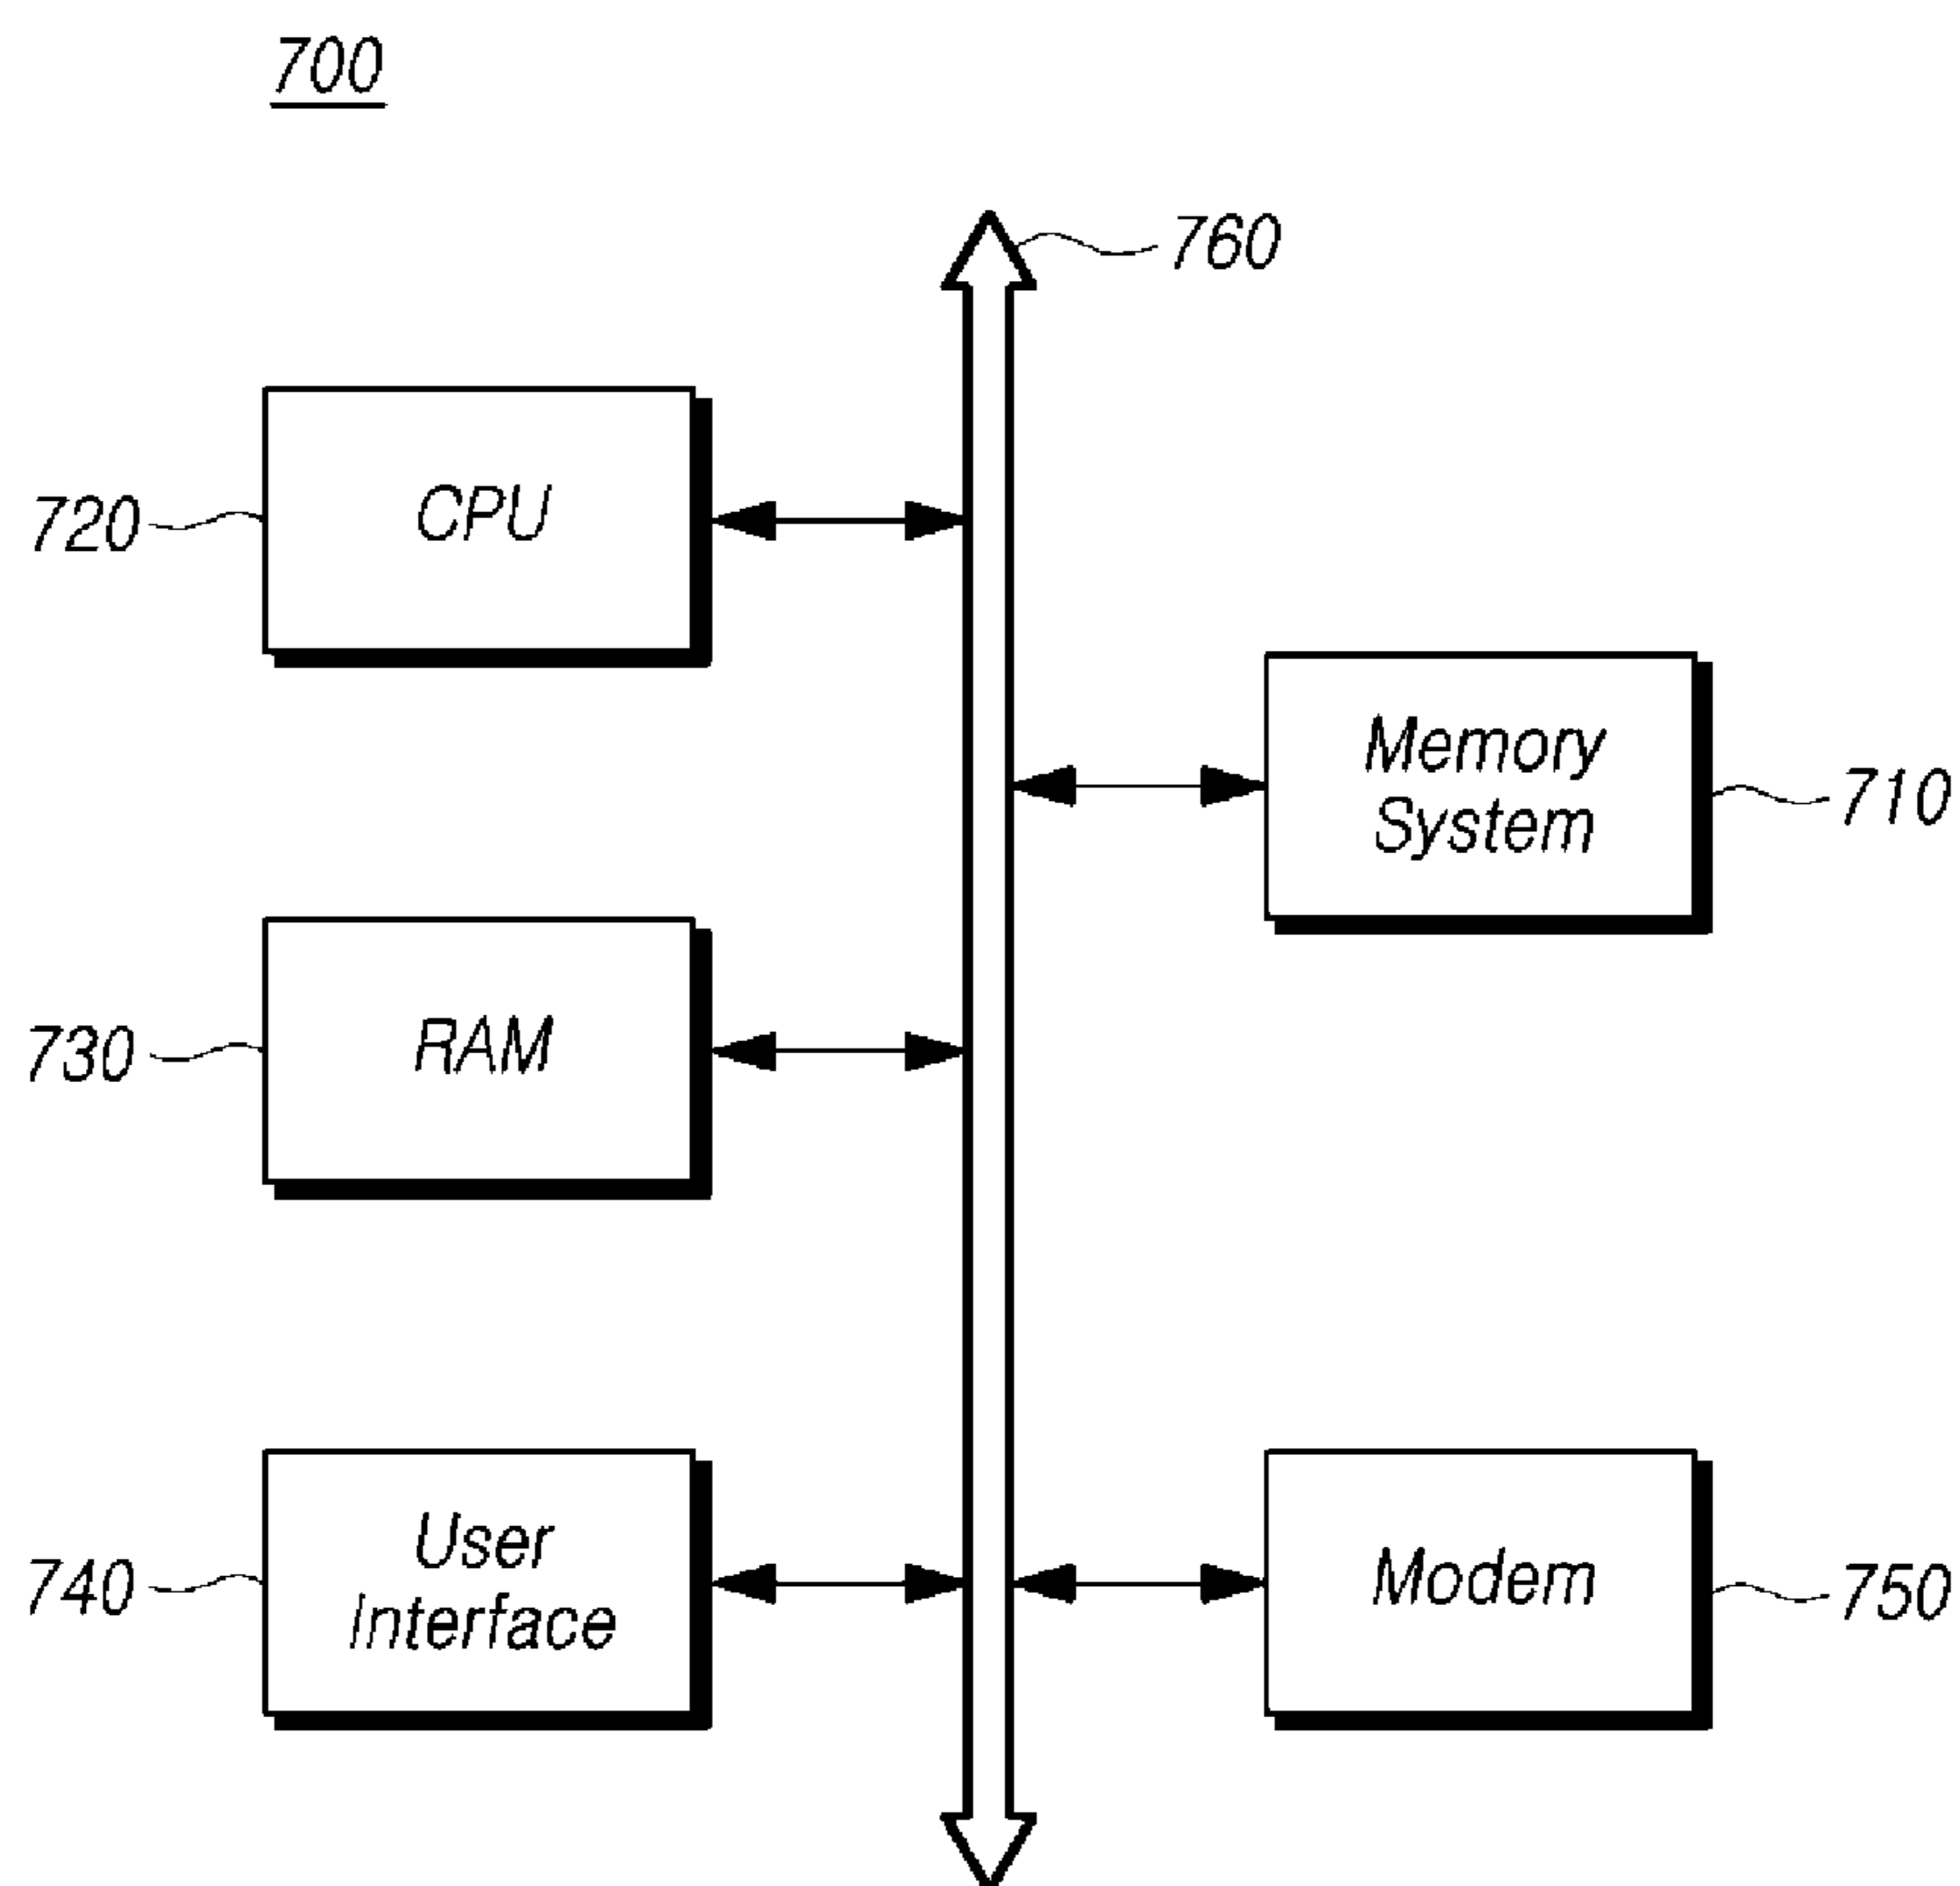 700
760
720
CPU
Memory
System
710
730
RAM
740
User
Interface
Modem
750